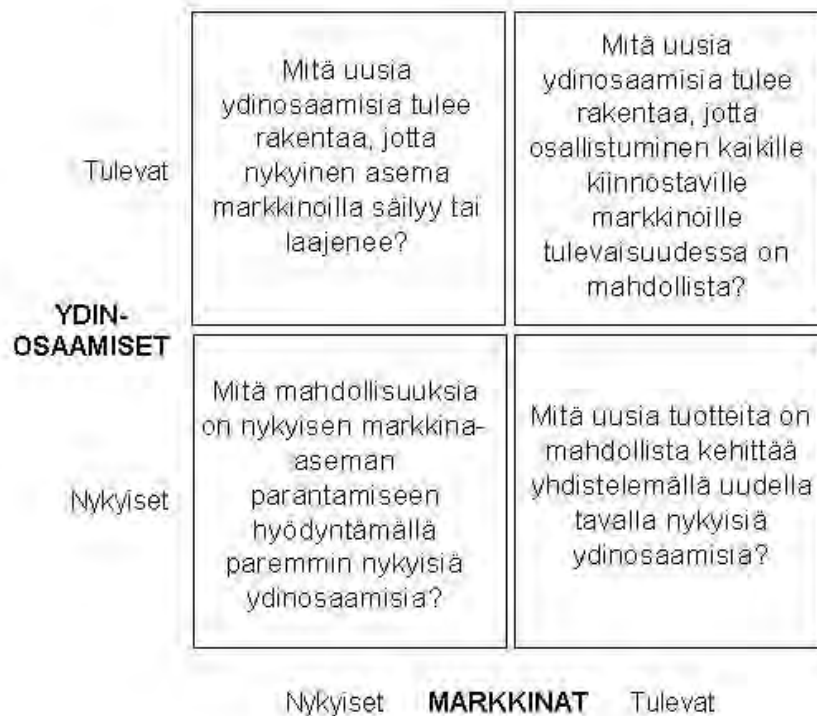 Mitä uusia
ydinosaamisia tulee
rakentaa, jotta
nykyinen asema
markkinoilla säilyy tai
laajenee?
Mitä uusia
ydinosaamisia tulee
rakentaa, jotta
osallistuminen kaikille
kiinnostaville
markkinoille
tulevaisuudessa on
mahdollista?
Tulevat
YDIN-
OSAAMISET
Mitä mahdollisuuksia
on nykyisen markkina-
aseman
parantamiseen
hyödyntämällä
paremmin nykyisiä
ydinosaamisia?
Mitä uusia tuotteita on
mahdollista kehittää
yhdistelemällä uudella
tavalla nykyisiä
ydinosaamisia?
Nykyiset
Nykyiset MARKKINAT Tulevat